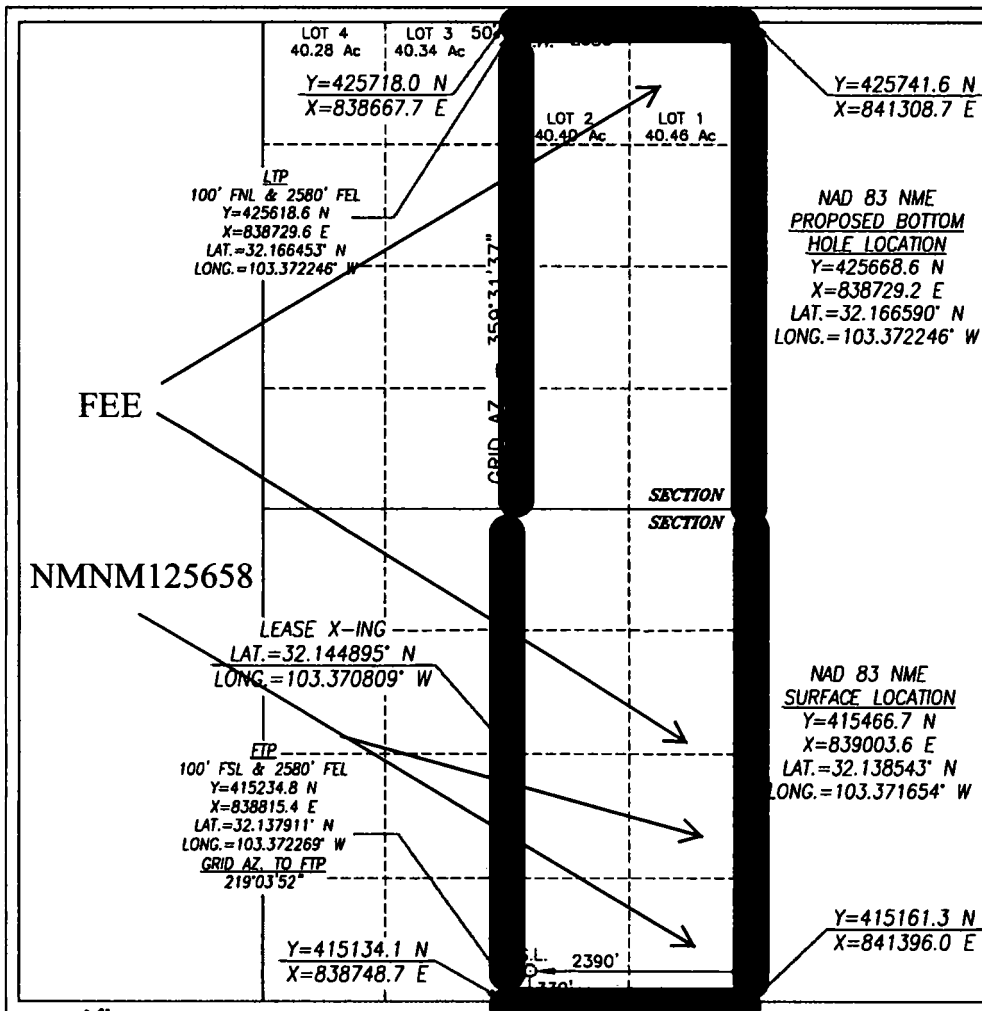 LOT 4
40.28 Ac
LOT 3
40.34 Ac
Y=425718.0 N
X=838667.7 E
Y=425741.6 N
X=841308.7 E
LOT 2
40.40 Ac
LOT 1
40.46 Ac
LTP
100' FNL & 2580' FEL
Y=425618.6 N
X=838729.6 E
LAT.=32.166453° N
LONG.=103.372246° W
NAD 83 NME
PROPOSED BOTTOM
HOLE LOCATION
Y=425668.6 N
X=838729.2 E
LAT.=32.166590° N
LONG.=103.372246° W
GRID AZ. = 359°31'37"
FEE
SECTION
SECTION
NMNM125658
LEASE X-ING
LAT.=32.144895° N
LONG.=103.370809° W
NAD 83 NME
SURFACE LOCATION
Y=415466.7 N
X=839003.6 E
LAT.=32.138543° N
LONG.=103.371654° W
FTP
100' FSL & 2580' FEL
Y=415234.8 N
X=838815.4 E
LAT.=32.137911° N
LONG.=103.372269° W
GRID AZ. TO FTP
219°03'52"
Y=415134.1 N
X=838748.7 E
S.L.
2390'
330'
Y=415161.3 N
X=841396.0 E